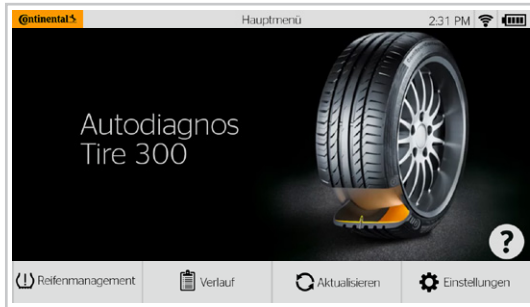 Continental
Hauptmenü
2:31 PM
Autodiagnos
Tire 300
?
Reifenmanagement
Verlauf
Aktualisieren
Einstellungen